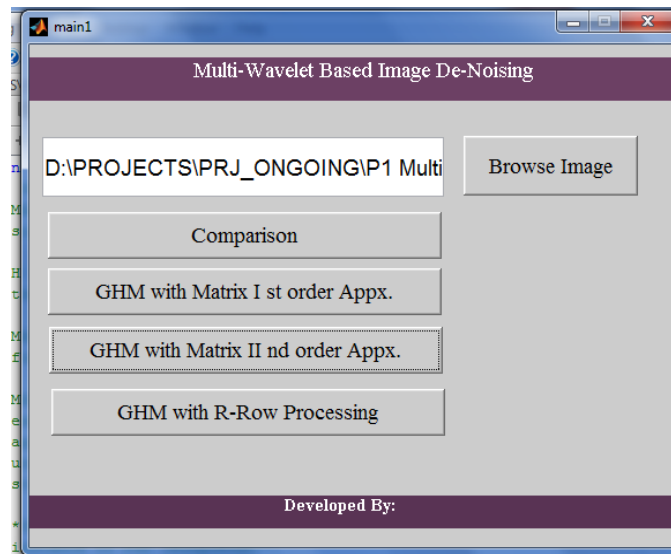 main1
Multi-Wavelet Based Image De-Noising
D:\PROJECTS\PRJ_ONGOING\P1 Multi
Browse Image
Comparison
GHM with Matrix I st order Appx.
GHM with Matrix II nd order Appx.
GHM with R-Row Processing
Developed By: